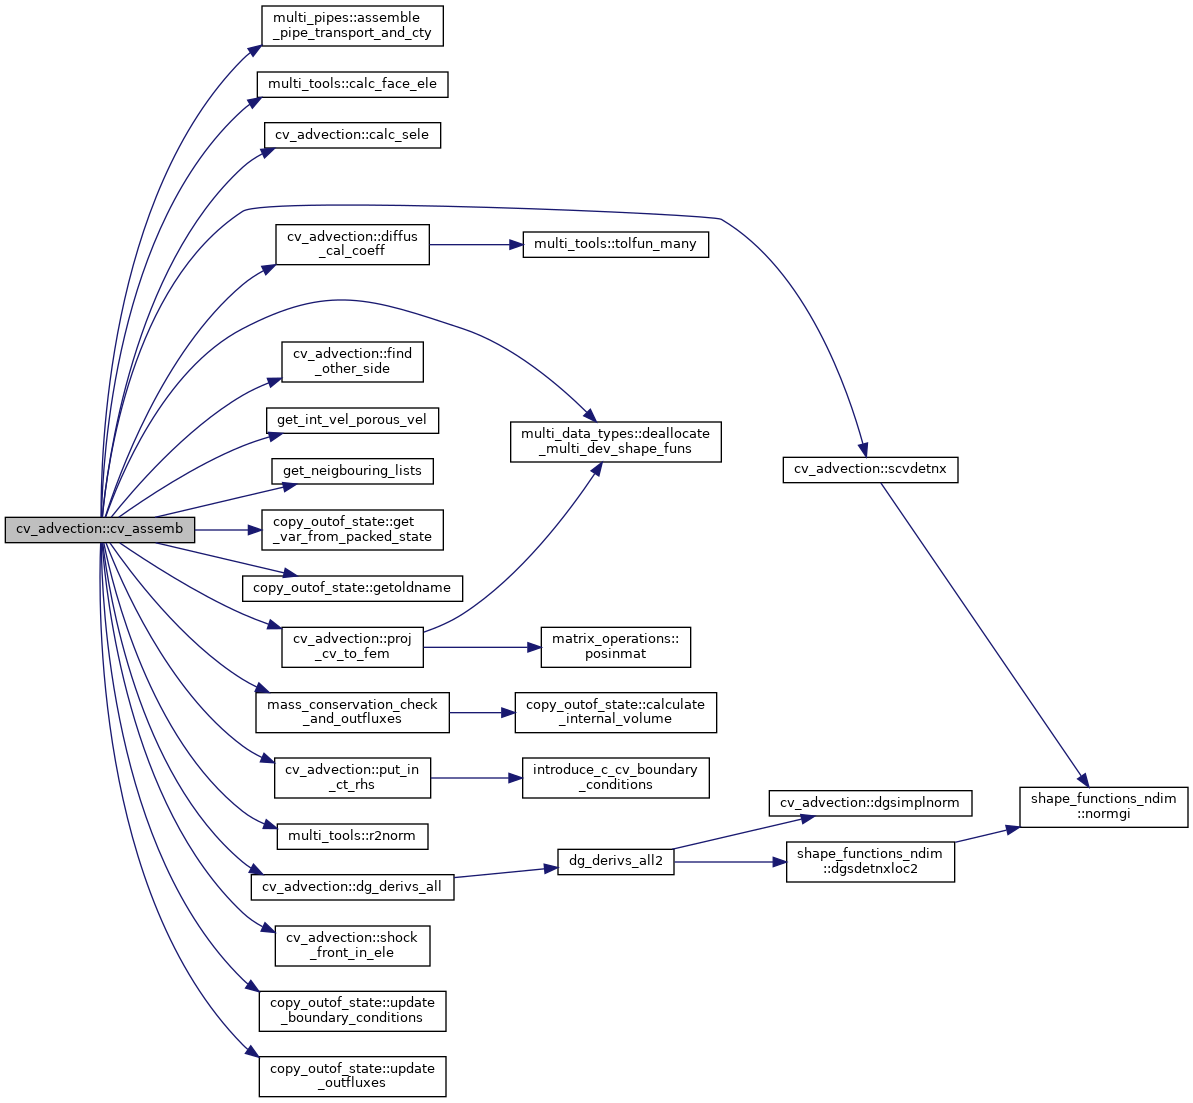 multi_pipes::assemble
_pipe_transport_and_cty
multi_tools::calc_face_ele
cv_advection::calc_sele
cv_advection::diffus
_cal_coeff
multi_tools::tolfun_many
cv_advection::find
_other_side
get_int_vel_porous_vel
multi_data_types::deallocate
_multi_dev_shape_funs
get_neigbouring_lists
cv_advection::scvdetnx
cv_advection::cv_assemb
copy_outof_state::get
_var_from_packed_state
copy_outof_state::getoldname
cv_advection::proj
_cv_to_fem
matrix_operations::
posinmat
mass_conservation_check
_and_outfluxes
copy_outof_state::calculate
_internal_volume
cv_advection::put_in
_ct_rhs
introduce_c_cv_boundary
_conditions
cv_advection::dgsimplnorm
shape_functions_ndim
::normgi
multi_tools::r2norm
dg_derivs_all2
shape_functions_ndim
::dgsdetnxloc2
cv_advection::dg_derivs_all
cv_advection::shock
_front_in_ele
copy_outof_state::update
_boundary_conditions
copy_outof_state::update
_outfluxes